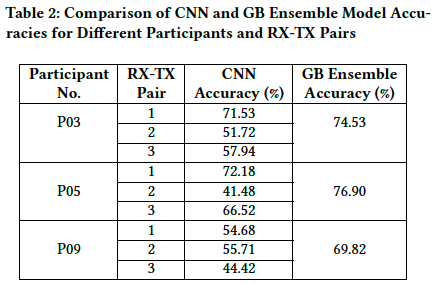 Table 2: Comparison of CNN and GB Ensemble Model Accu-
racies for Different Participants and RX-TX Pairs
Participant No. RX-TX Pair CNN Accuracy (%) GB Ensemble Accuracy (%)
P03 1 71.53 74.53
2 51.72
3 57.94
P05 1 72.18 76.90
2 41.48
3 66.52
P09 1 54.68 69.82
2 55.71
3 44.42